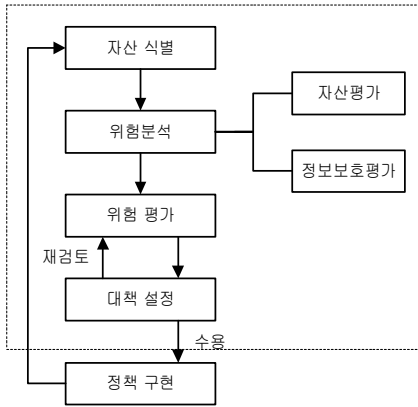 자산 식별
자산평가
위험분석
정보보호평가
위험 평가
재검토
대책 설정
수용
정책 구현